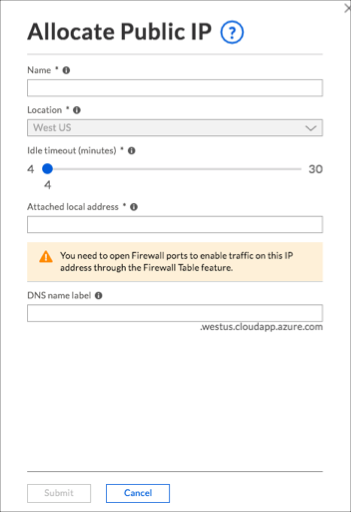 Allocate Public IP ?
Name *
Location *
West US
Idle timeout (minutes) *
4 30
4
Attached local address *
You need to open Firewall ports to enable traffic on this IP
address through the Firewall Table feature.
DNS name label
.westus.cloudapp.azure.com
Submit Cancel